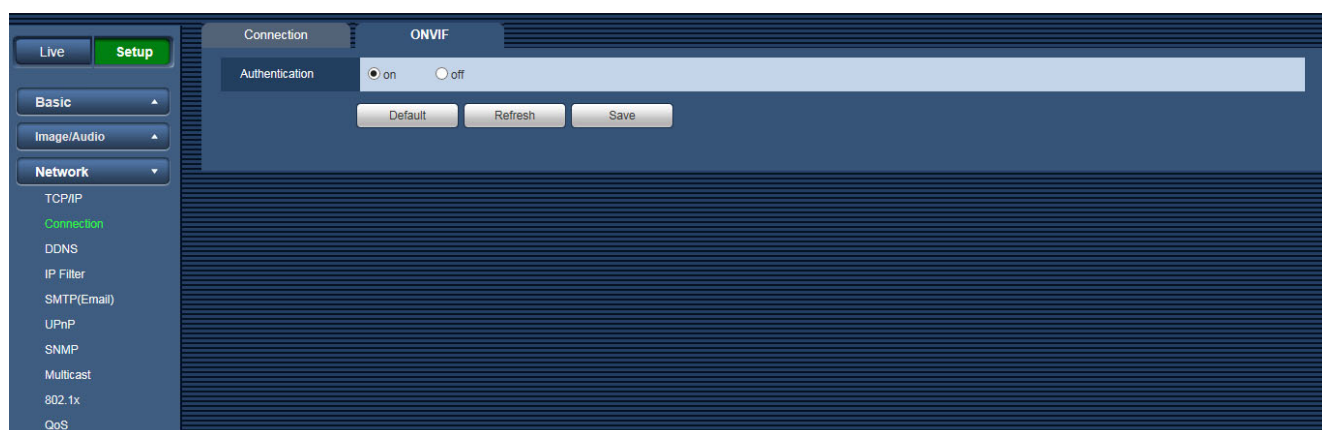 Live Setup
Basic
Image/Audio
Network
TCP/IP
Connection
DDNS
IP Filter
SMTP(Email)
UPnP
SNMP
Multicast
802.1x
QoS
Connection ONVIF
Authentication on off
Default Refresh Save